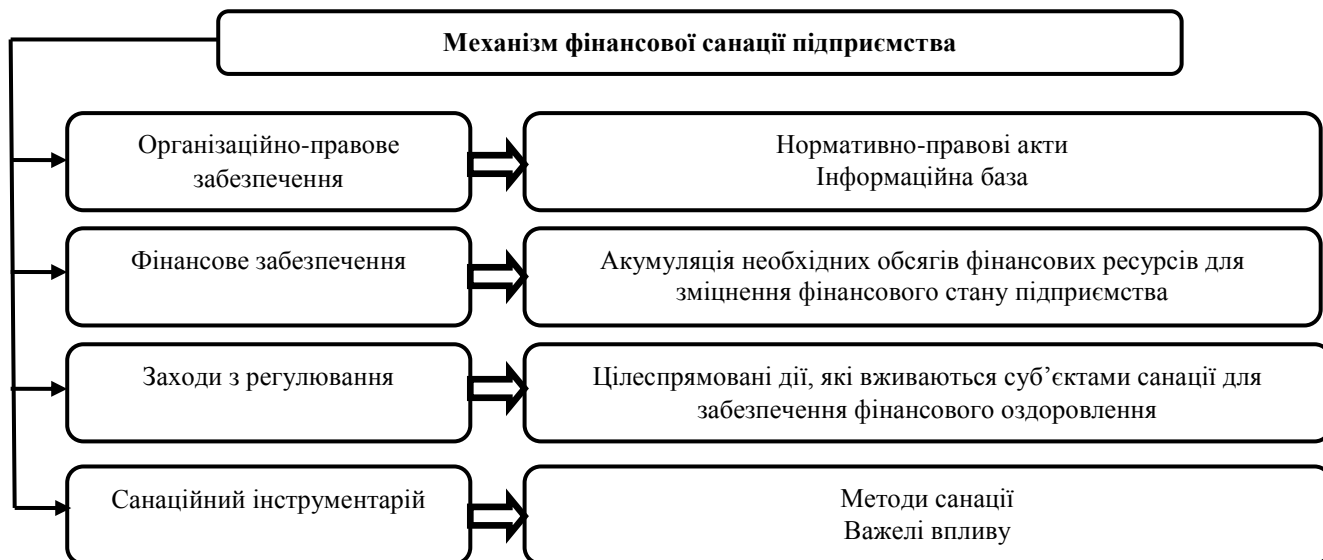 Механізм фінансової санації підприємства
Організаційно-правове
забезпечення
Нормативно-правові акти
Інформаційна база
Фінансове забезпечення
Акумуляція необхідних обсягів фінансових ресурсів для
зміцнення фінансового стану підприємства
Заходи з регулювання
Цілеспрямовані дії, які вживаються суб’єктами санації для
забезпечення фінансового оздоровлення
Санаційний інструментарій
Методи санації
Важелі впливу